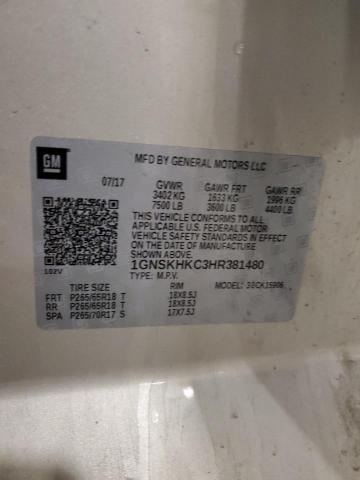 GM
MFD BY GENERAL MOTORS LLC
07/17 GVWR GAWR FRT GAWR RR
3402 KG 1633 KG 1996 KG
7500 LB 3600 LB 4400 LB
THIS VEHICLE CONFORMS TO ALL
APPLICABLE U.S. FEDERAL MOTOR
VEHICLE SAFETY STANDARDS IN EFFECT
ON THE DATE OF MANUFACTURE
SHOWN ABOVE.
1GNSKHKC3HR381480
102V TYPE: M.P.V.
TIRE SIZE RIM MODEL:
FRT P265/65R18 T 18X8.5J
RR P265/65R18 T 18X8.5J
SPA P265/70R17 S 17X7.5J